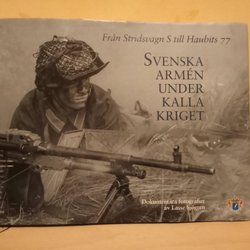 Från Stridsvagn S till Haubits 77
SVENSKA
ARMÉN
UNDER
KALLA
KRIGET
Dokumentära fotografier
av Lasse Sjögren